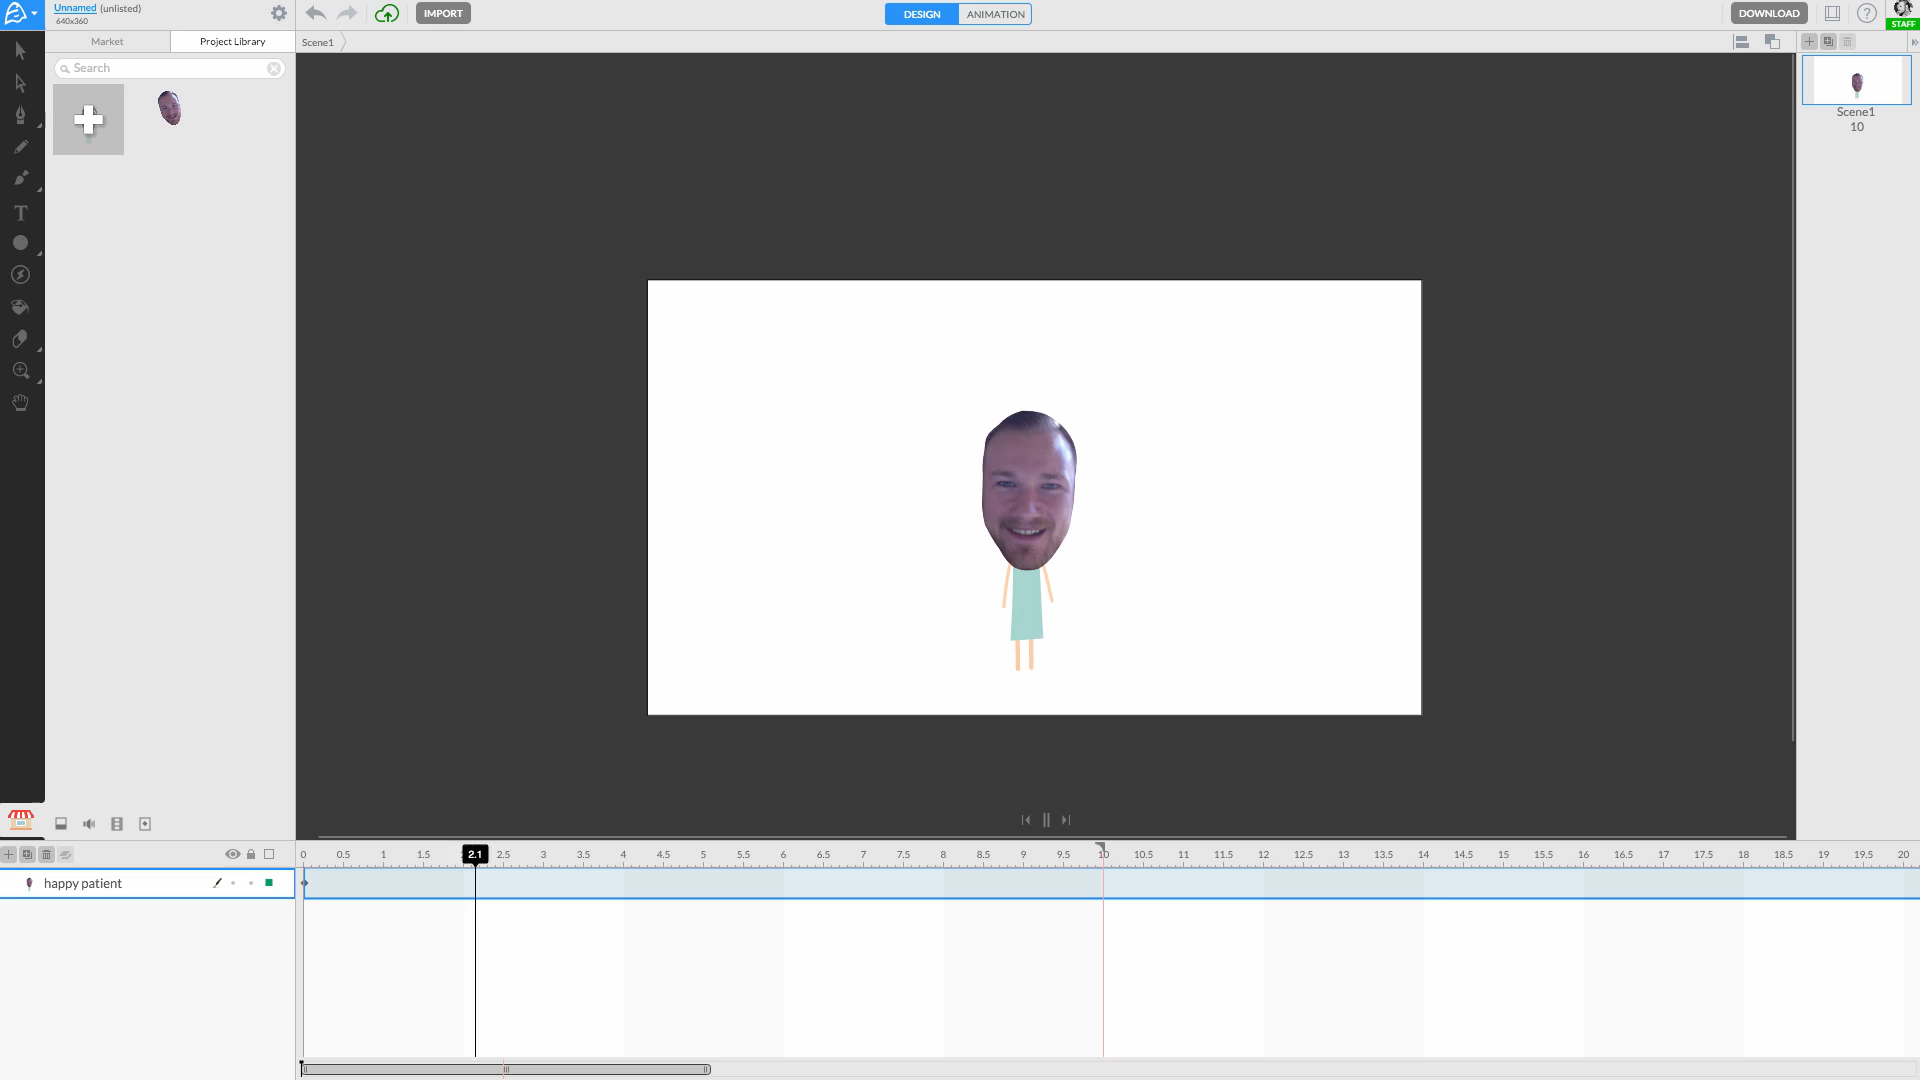 Unnamed (unlisted)
640x360
IMPORT
DESIGN
ANIMATION
DOWNLOAD
?
STAFF
Market
Project Library
Scene1
Search
T
Scene1
10
0 0.5 1 1.5 2.1 2.5 3 3.5 4 4.5 5 5.5 6 6.5 7 7.5 8 8.5 9 9.5 10 10.5 11 11.5 12 12.5 13 13.5 14 14.5 15 15.5 16 16.5 17 17.5 18 18.5 19 19.5 20
happy patient